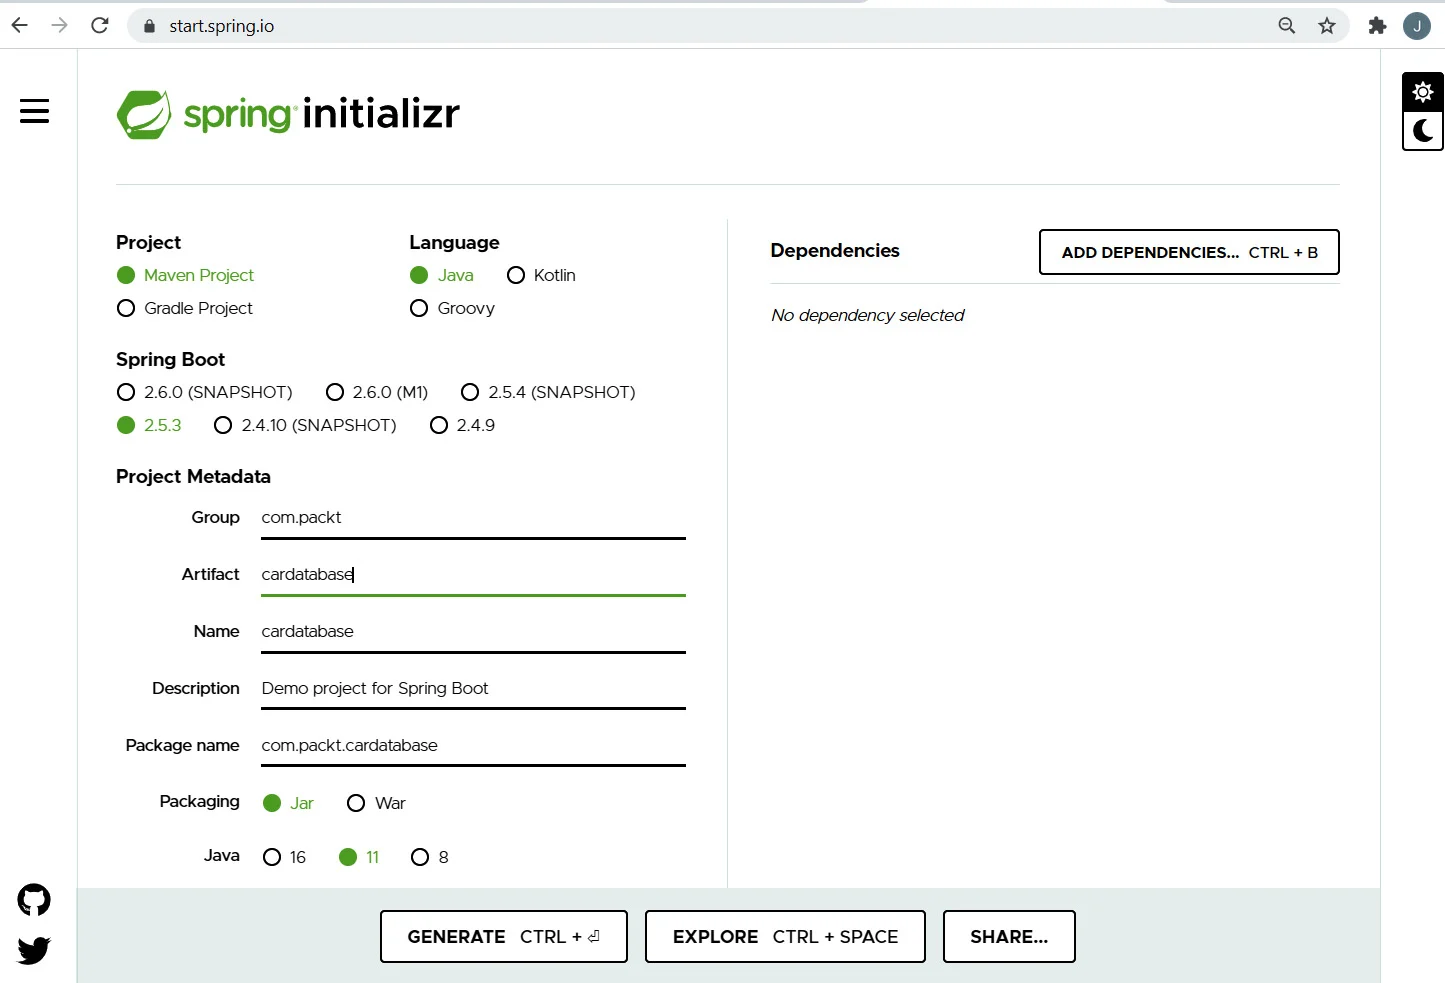 start.spring.io
J
spring initializr
Project
Maven Project
Gradle Project
Language
Java Kotlin
Groovy
Spring Boot
2.6.0 (SNAPSHOT) 2.6.0 (M1) 2.5.4 (SNAPSHOT)
2.5.3 2.4.10 (SNAPSHOT) 2.4.9
Project Metadata
Group com.packt
Artifact cardatabase
Name cardatabase
Description Demo project for Spring Boot
Package name com.packt.cardatabase
Packaging Jar War
Java 16 11 8
Dependencies
ADD DEPENDENCIES... CTRL + B
No dependency selected
GENERATE CTRL + ⏎
EXPLORE CTRL + SPACE
SHARE...